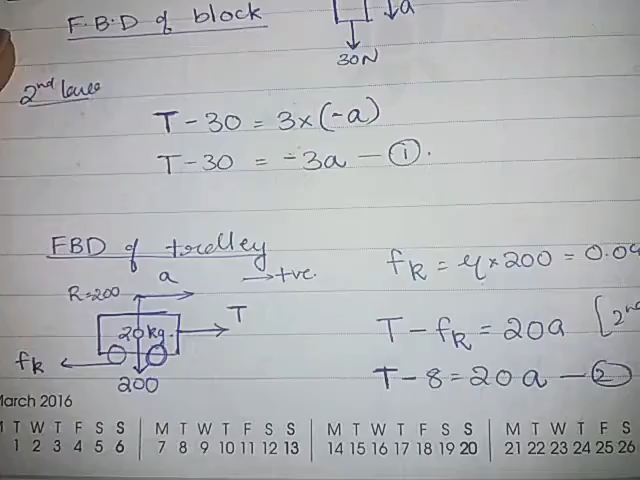 F.B.D of block
a
30N
2nd law
T - 30 = 3×(-a)
T - 30 = -3a - ①.
FBD of trolley
a
→ +ve.
R=200
T
20kg.
fk
200
fk = μ × 200 = 0.04
T - fk = 20a [2nd
T - 8 = 20a - ②
March 2016
M T W T F S S M T W T F S S M T W T F S S M T W T F S
1 2 3 4 5 6 7 8 9 10 11 12 13 14 15 16 17 18 19 20 21 22 23 24 25 26